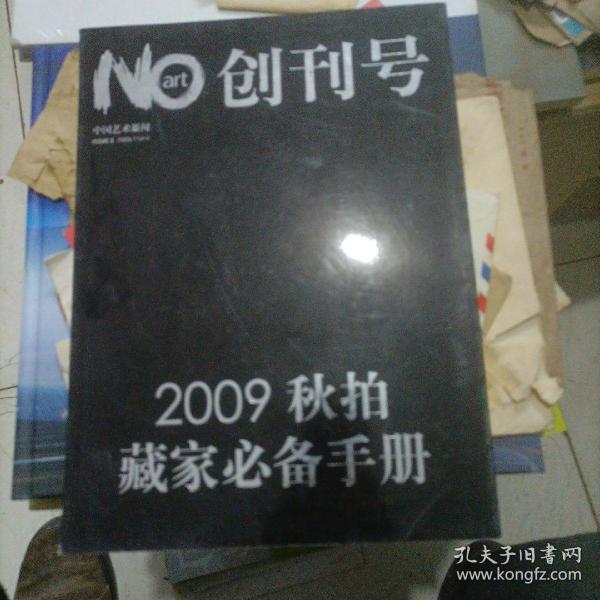 NO art 创刊号
中国艺术新闻
2009 秋拍
藏家必备手册
孔夫子旧书网
www.kongfz.com